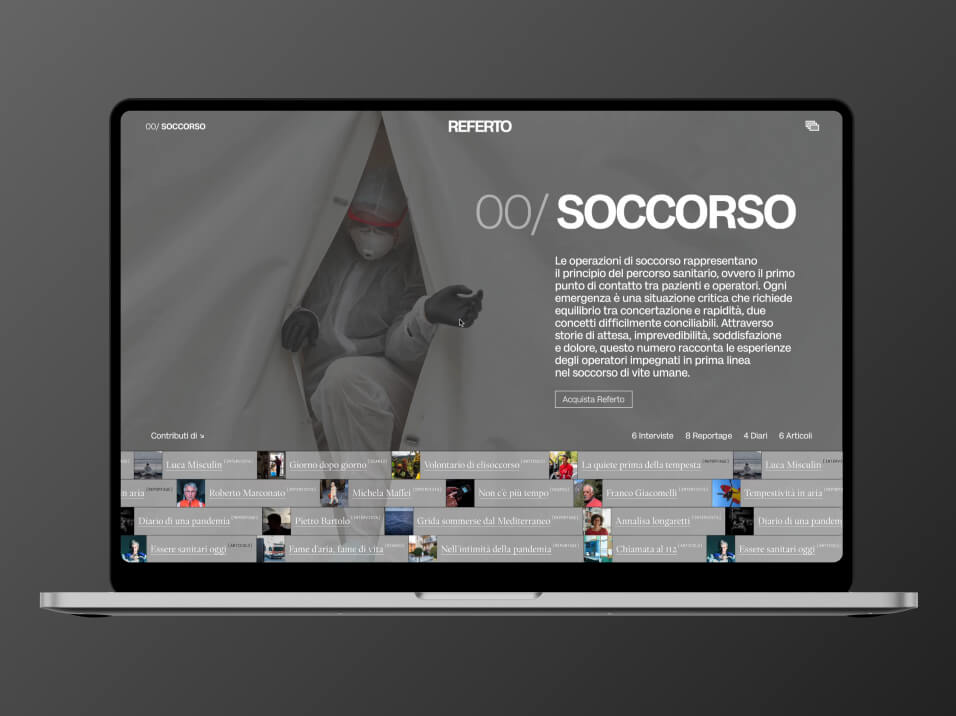 00/ SOCCORSO
REFERTO
00/ SOCCORSO
Le operazioni di soccorso rappresentano
il principio del percorso sanitario, ovvero il primo
punto di contatto tra pazienti e operatori. Ogni
emergenza è una situazione critica che richiede
equilibrio tra concertazione e rapidità, due
concetti difficilmente conciliabili. Attraverso
storie di attesa, imprevedibilità, soddisfazione
e dolore, questo numero racconta le esperienze
degli operatori impegnati in prima linea
nel soccorso di vite umane.
Acquista Referto
Contributi di ↘ 6 Interviste 8 Reportage 4 Diari 6 Articoli
Luca Misculin [INTERVISTA] Giorno dopo giorno [DIARIO] Volontario di elisoccorso [ARTICOLO] La quiete prima della tempesta [REPORTAGE] Luca Misculin
in aria [REPORTAGE] Roberto Marconato [INTERVISTA] Michela Maffei [INTERVISTA] Non c'è più tempo Franco Giacomelli [INTERVISTA] Tempestività in aria [REPORTAGE]
Diario di una pandemia [REPORTAGE] Pietro Bartolo [INTERVISTA] Grida sommerse dal Mediterraneo [REPORTAGE] Annalisa longaretti [INTERVISTA] Diario di una pandem
Essere sanitari oggi [ARTICOLO] Fame d'aria, fame di vita Nell'intimità della pandemia [REPORTAGE] Chiamata al 112 [ARTICOLO] Essere sanitari oggi [ARTICOLO]